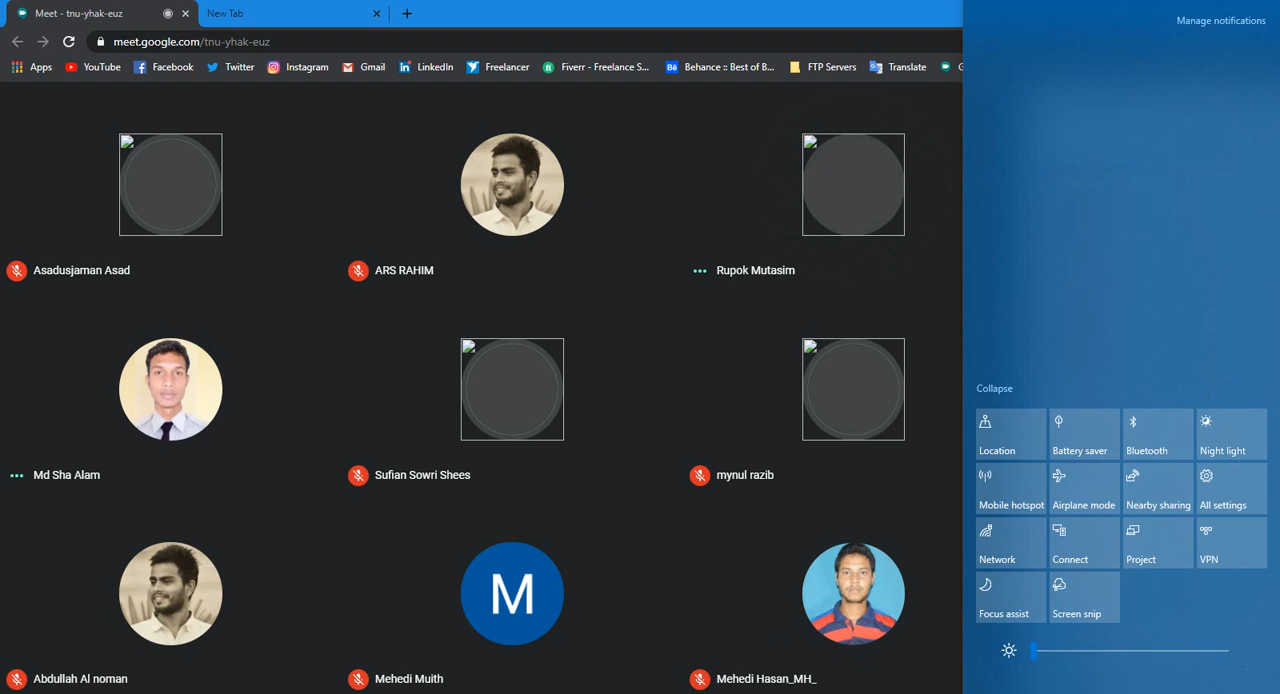 Meet - tnu-yhak-euz
New Tab
meet.google.com/tnu-yhak-euz
Apps YouTube Facebook Twitter Instagram Gmail LinkedIn Freelancer Fiverr - Freelance S... Behance :: Best of B... FTP Servers Translate G
Asadusjaman Asad
ARS RAHIM
Rupok Mutasim
Md Sha Alam
Sufian Sowri Shees
mynul razib
M
Abdullah Al noman
Mehedi Muith
Mehedi Hasan_MH_
Manage notifications
Collapse
Location Battery saver Bluetooth Night light
Mobile hotspot Airplane mode Nearby sharing All settings
Network Connect Project VPN
Focus assist Screen snip